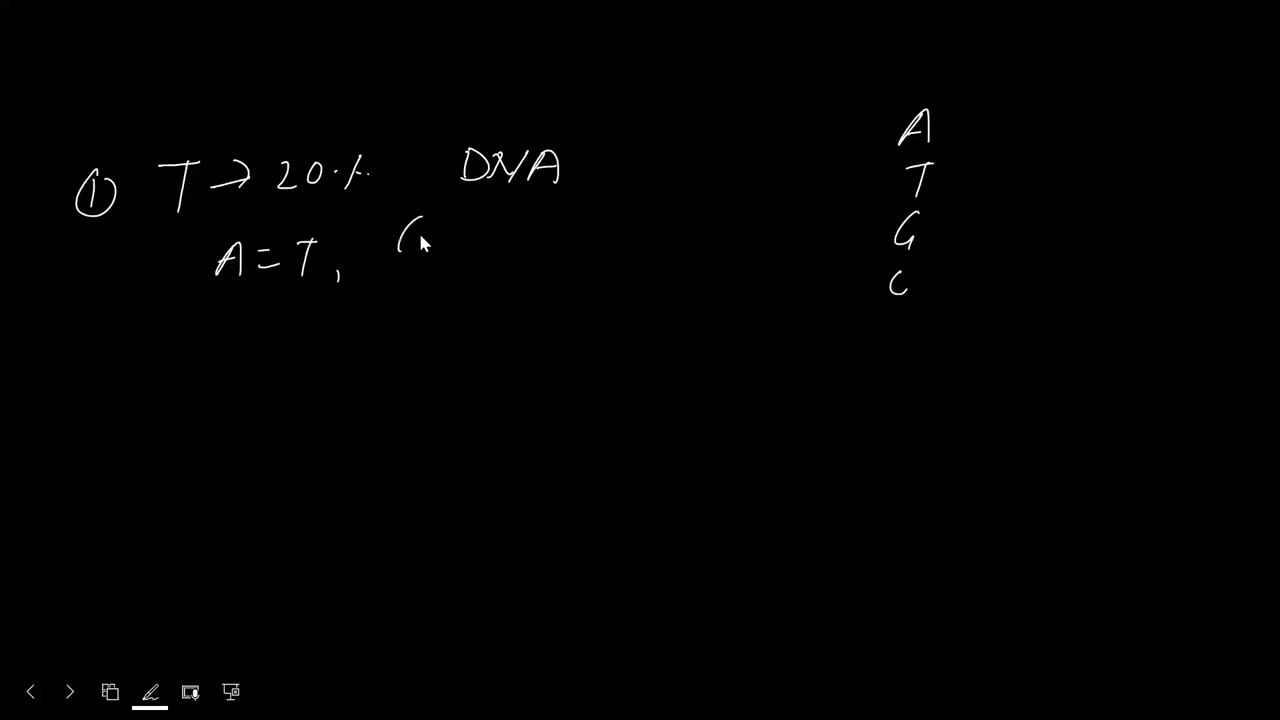 ① T → 20% DNA
A = T, (
A
T
G
C